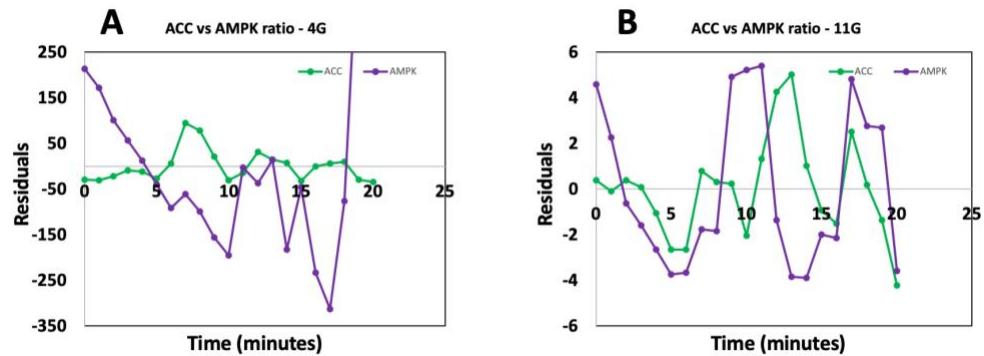 A
ACC vs AMPK ratio - 4G
250
150
50
-50
-150
-250
-350
0
5
10
15
20
25
ACC
AMPK
Residuals
Time (minutes)
B
ACC vs AMPK ratio - 11G
6
4
2
0
-2
-4
-6
0
5
10
15
20
25
ACC
AMPK
Residuals
Time (minutes)